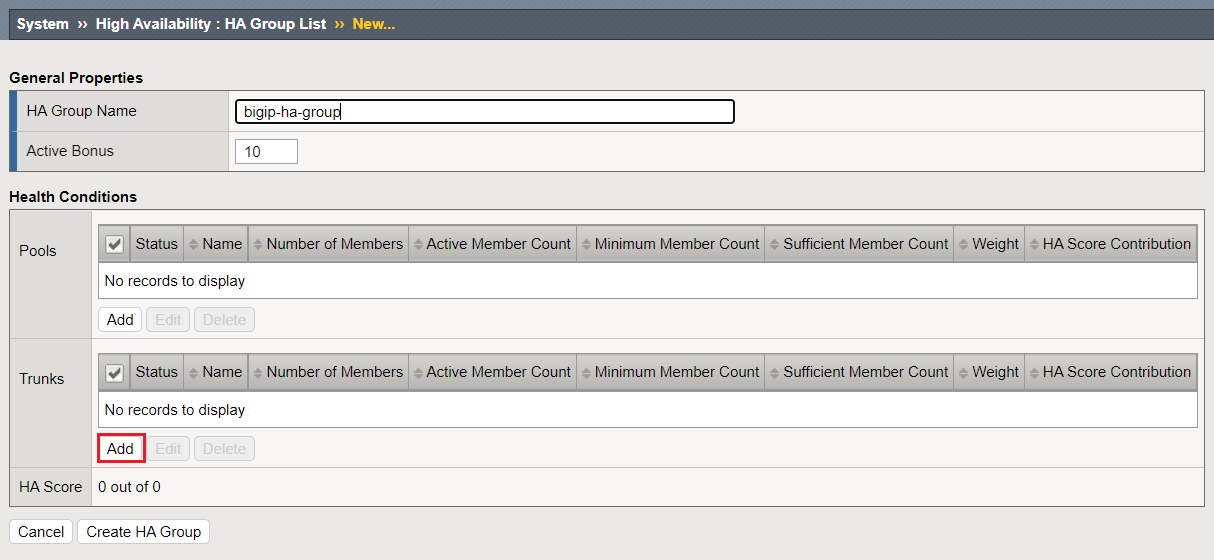 System ›› High Availability : HA Group List ›› New...
General Properties
HA Group Name bigip-ha-group
Active Bonus 10
Health Conditions
Pools
Status Name Number of Members Active Member Count Minimum Member Count Sufficient Member Count Weight HA Score Contribution
No records to display
Add Edit Delete
Trunks
Status Name Number of Members Active Member Count Minimum Member Count Sufficient Member Count Weight HA Score Contribution
No records to display
Add Edit Delete
HA Score 0 out of 0
Cancel Create HA Group